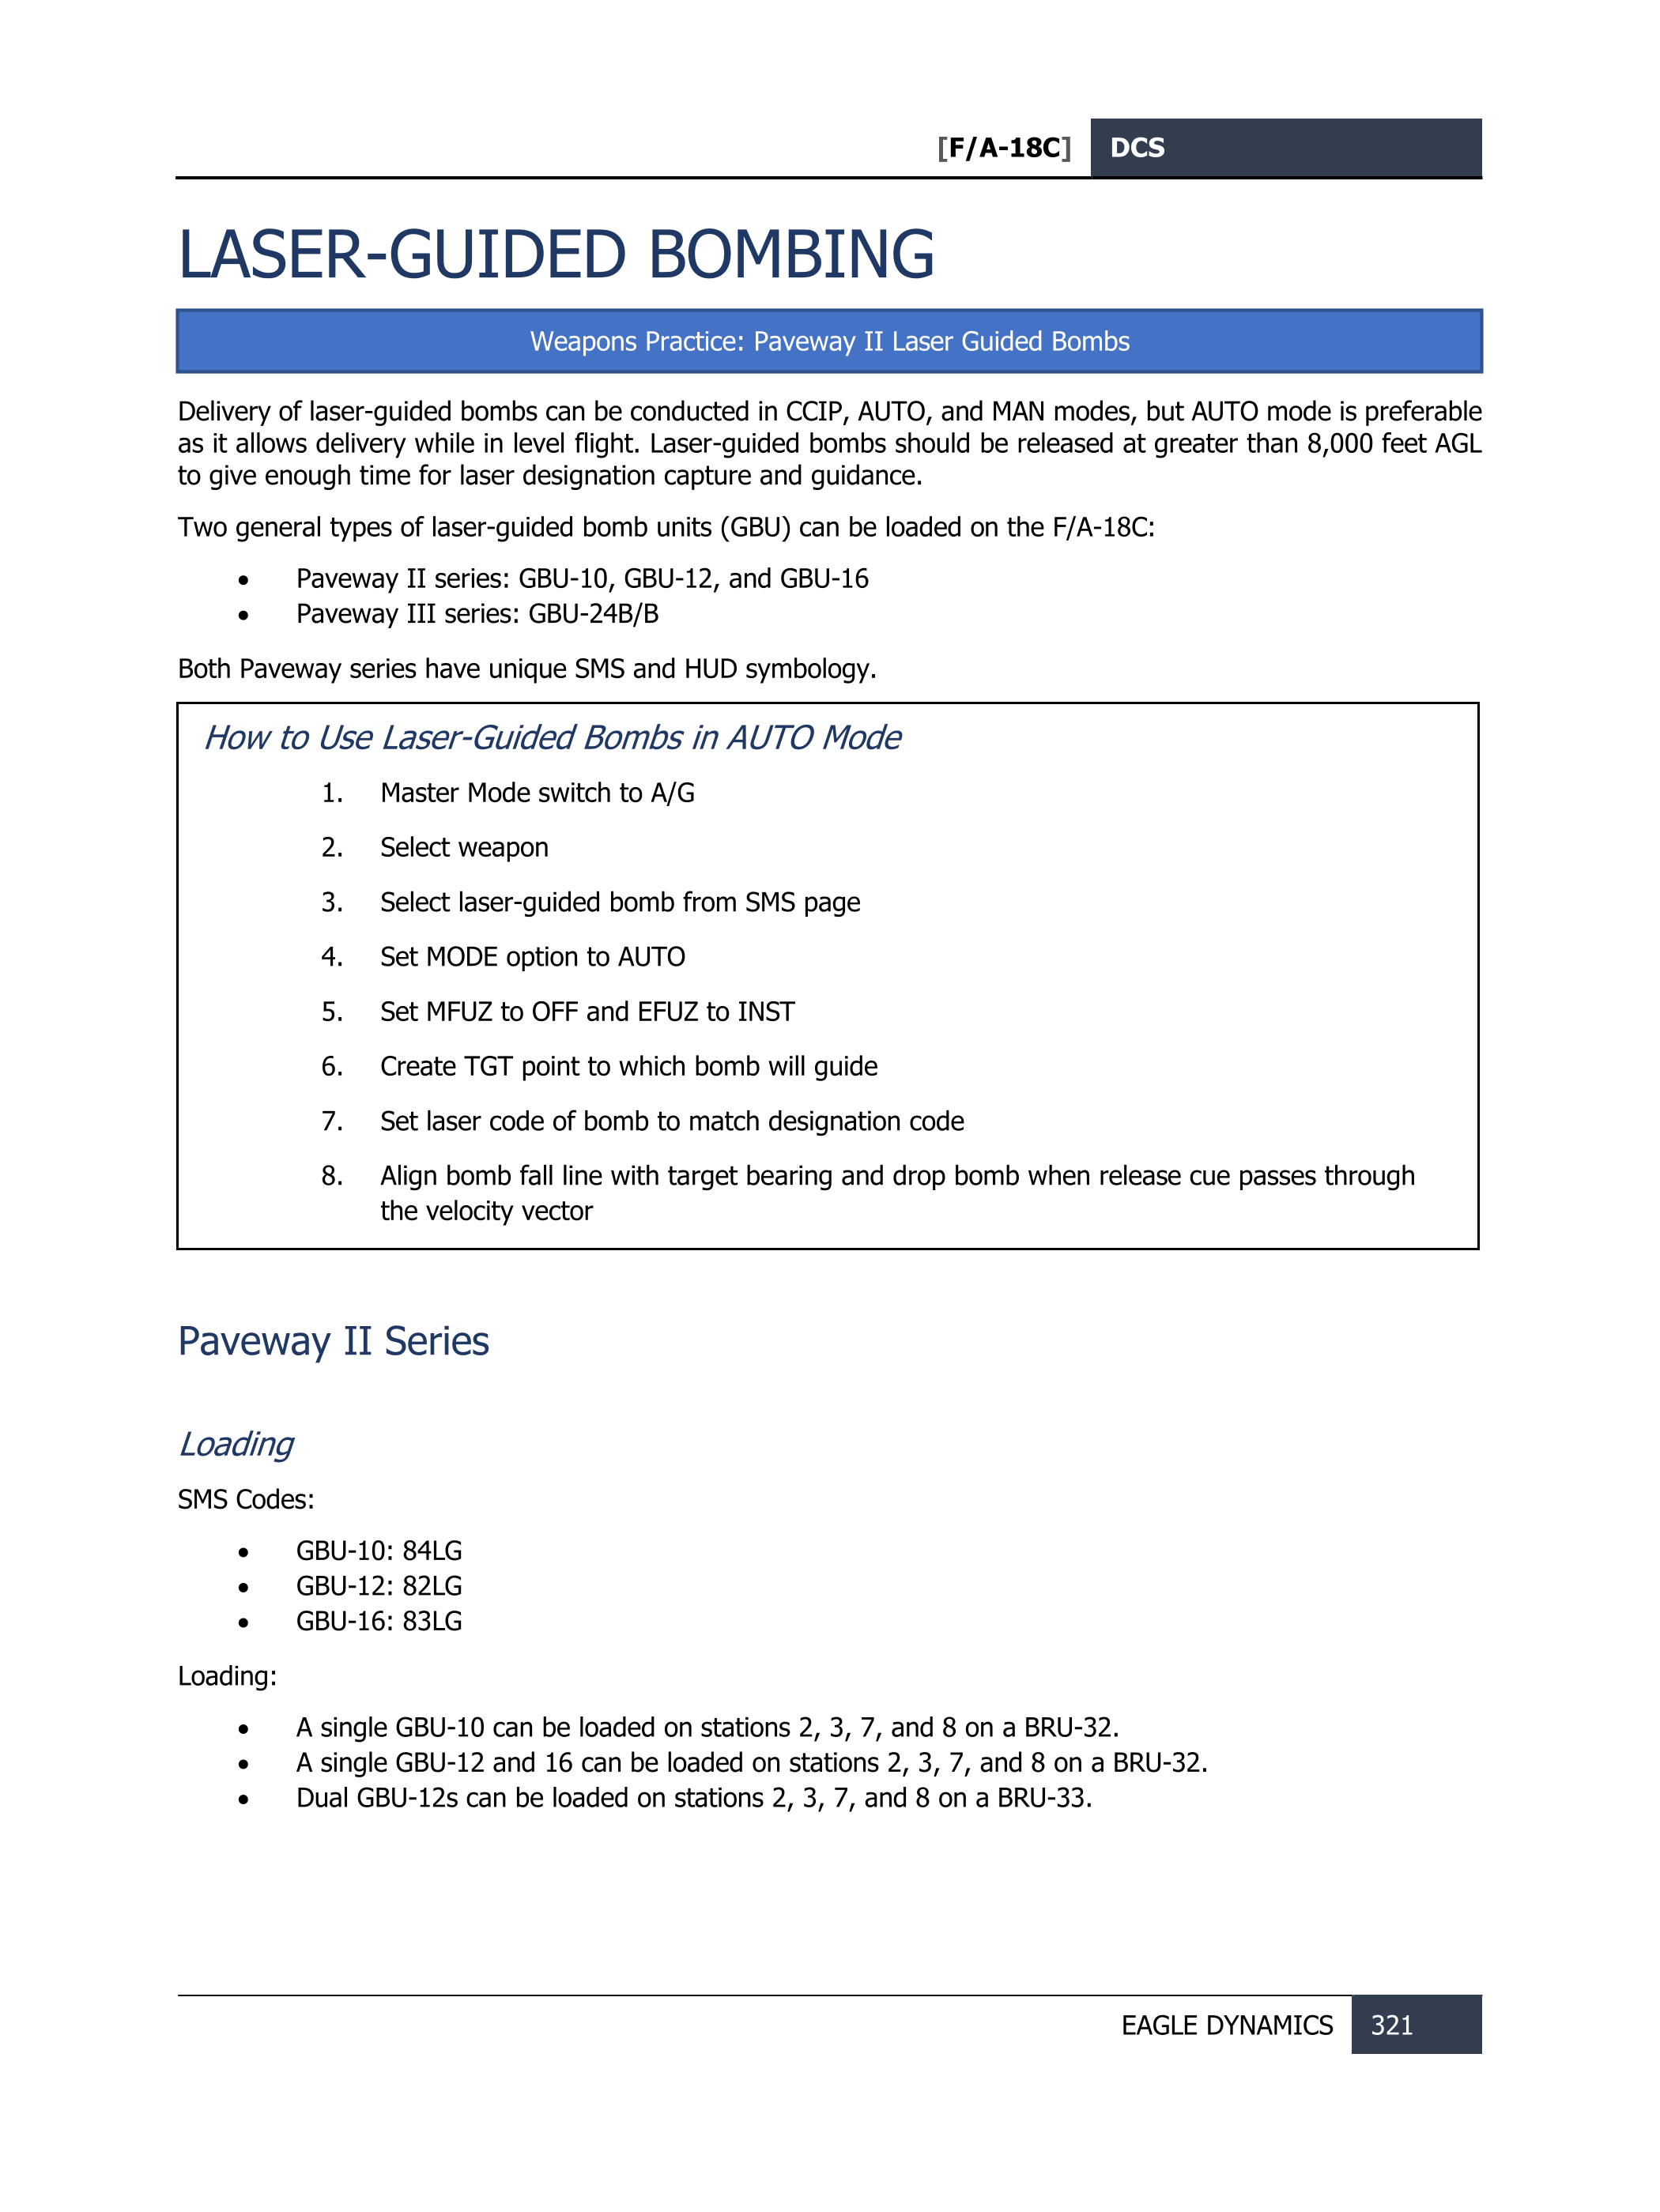 [F/A-18C] DCS
LASER-GUIDED BOMBING
Weapons Practice: Paveway II Laser Guided Bombs
Delivery of laser-guided bombs can be conducted in CCIP, AUTO, and MAN modes, but AUTO mode is preferable
as it allows delivery while in level flight. Laser-guided bombs should be released at greater than 8,000 feet AGL
to give enough time for laser designation capture and guidance.
Two general types of laser-guided bomb units (GBU) can be loaded on the F/A-18C:
• Paveway II series: GBU-10, GBU-12, and GBU-16
• Paveway III series: GBU-24B/B
Both Paveway series have unique SMS and HUD symbology.
How to Use Laser-Guided Bombs in AUTO Mode
1. Master Mode switch to A/G
2. Select weapon
3. Select laser-guided bomb from SMS page
4. Set MODE option to AUTO
5. Set MFUZ to OFF and EFUZ to INST
6. Create TGT point to which bomb will guide
7. Set laser code of bomb to match designation code
8. Align bomb fall line with target bearing and drop bomb when release cue passes through
the velocity vector
Paveway II Series
Loading
SMS Codes:
• GBU-10: 84LG
• GBU-12: 82LG
• GBU-16: 83LG
Loading:
• A single GBU-10 can be loaded on stations 2, 3, 7, and 8 on a BRU-32.
• A single GBU-12 and 16 can be loaded on stations 2, 3, 7, and 8 on a BRU-32.
• Dual GBU-12s can be loaded on stations 2, 3, 7, and 8 on a BRU-33.
EAGLE DYNAMICS 321